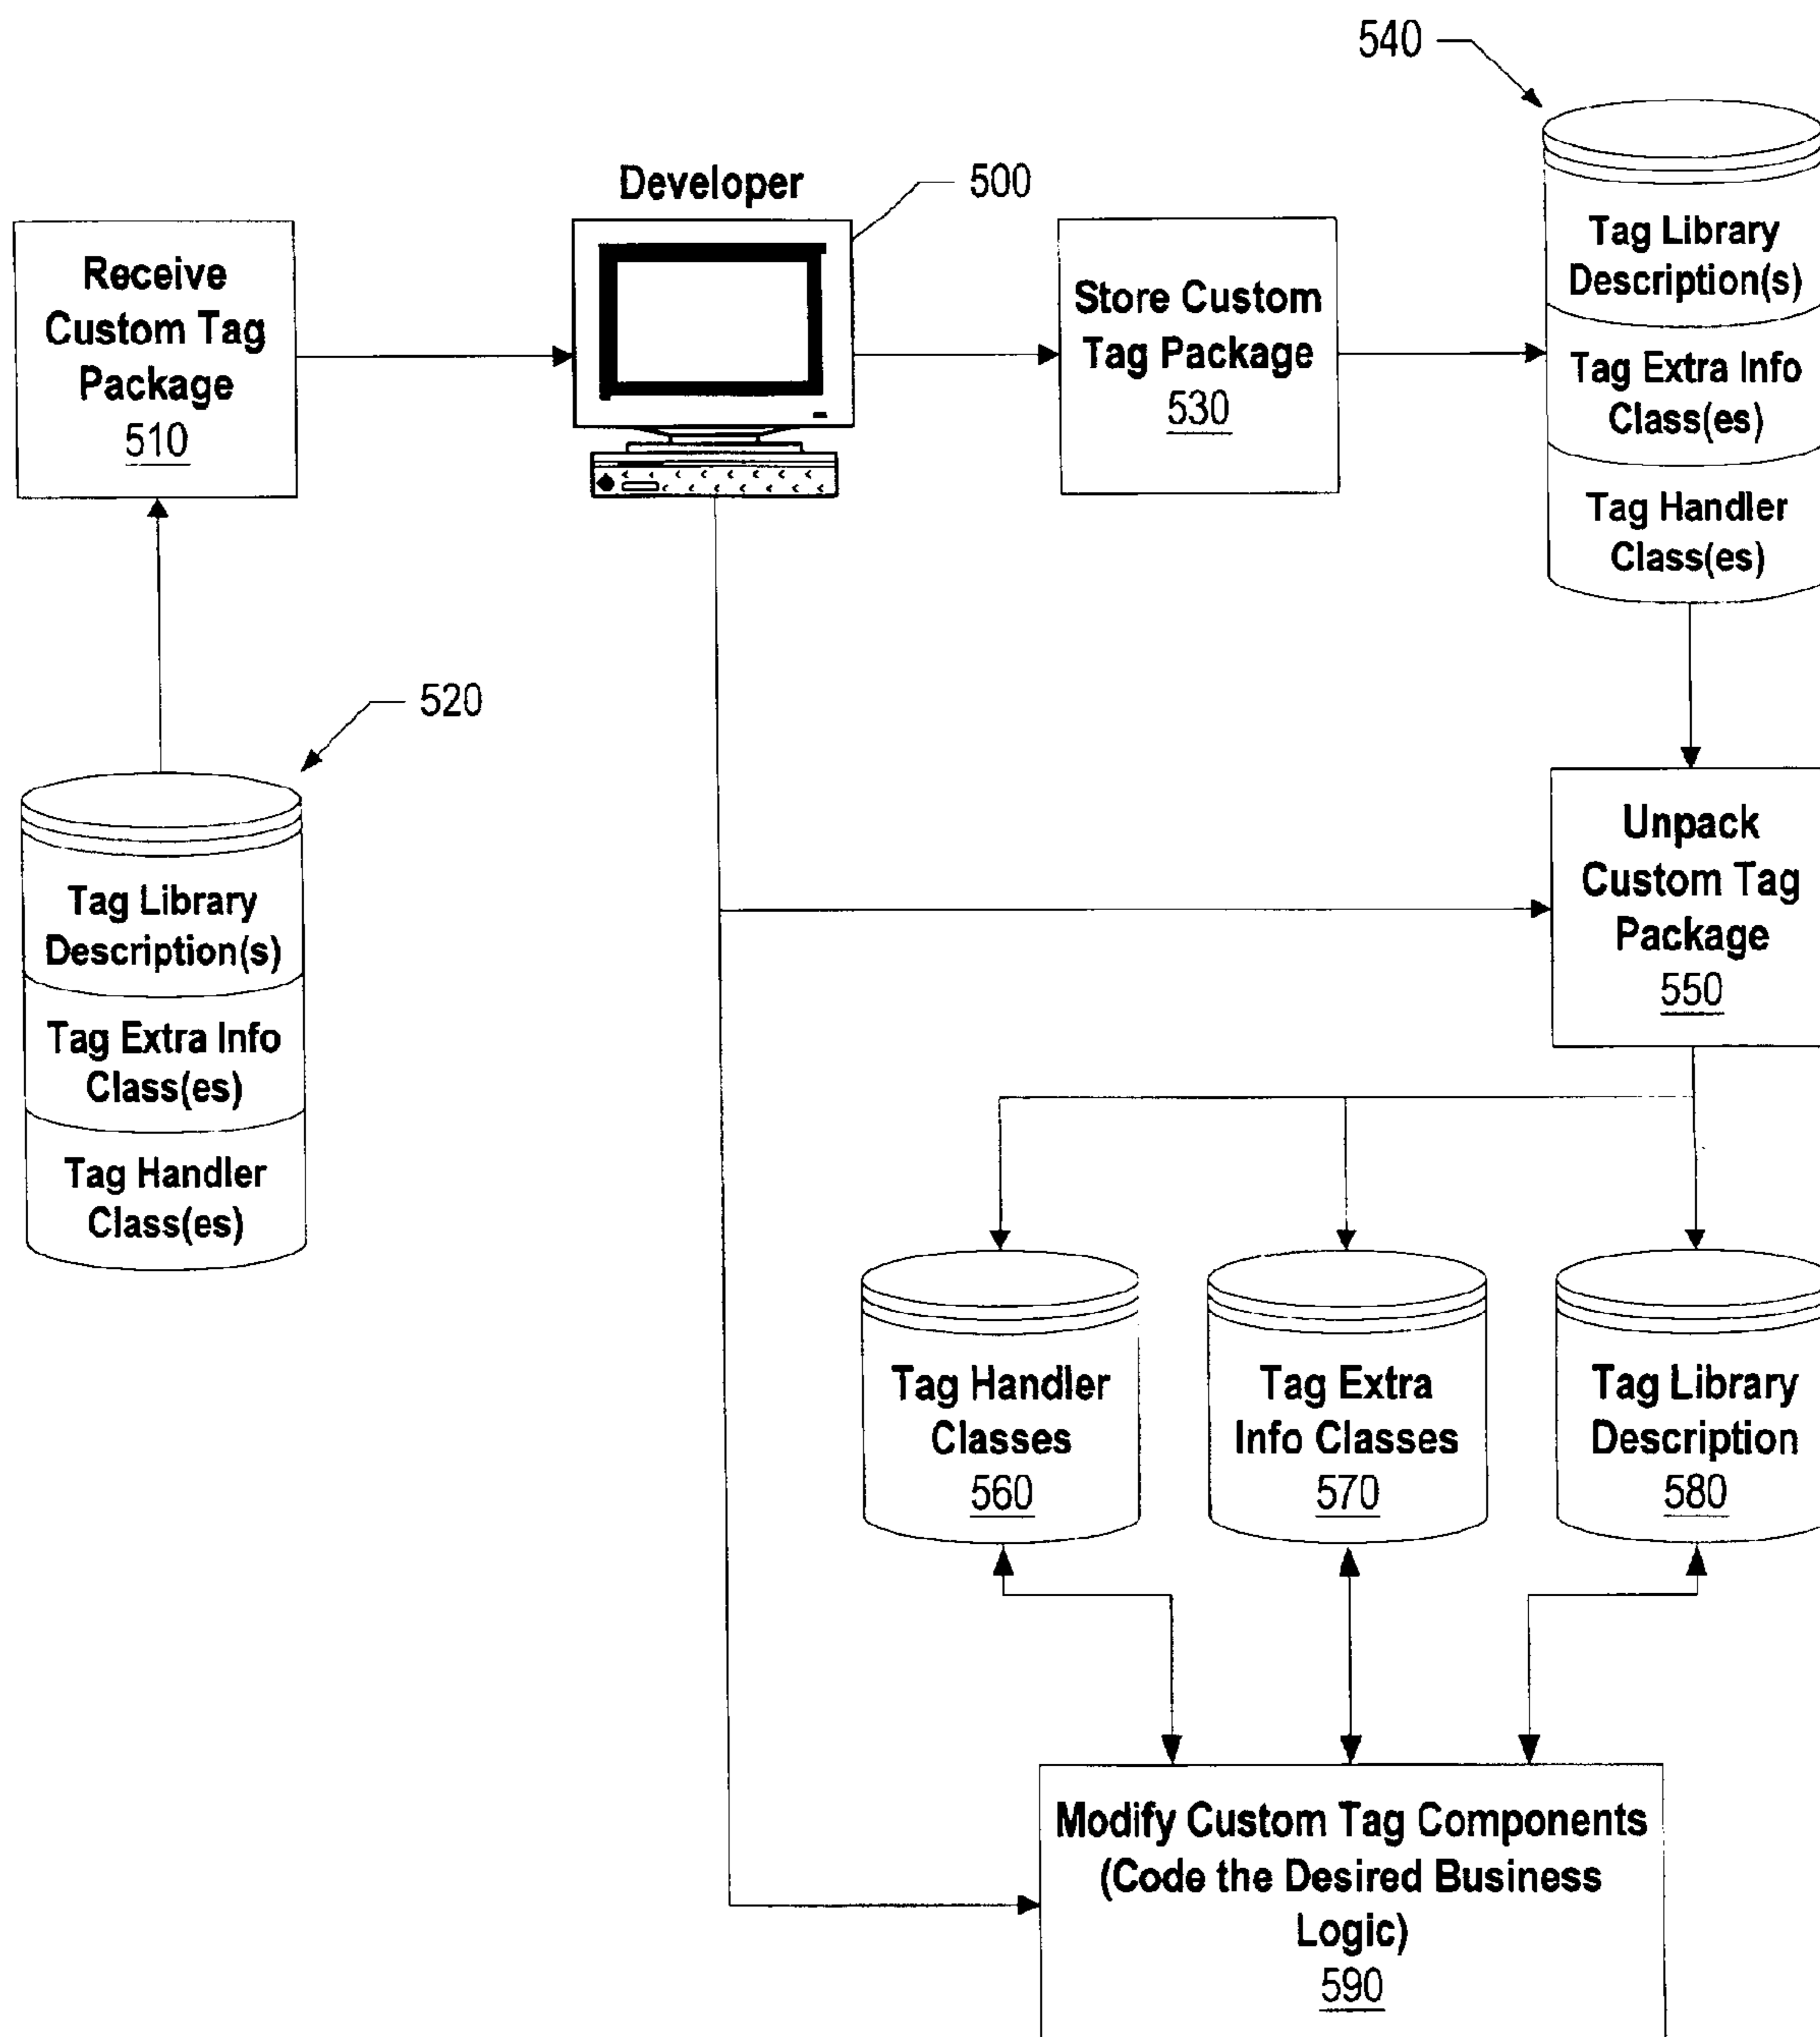 540
Developer
500
Receive
Custom Tag
Package
510
Store Custom
Tag Package
530
Tag Library
Description(s)
Tag Extra Info
Class(es)
Tag Handler
Class(es)
520
Tag Library
Description(s)
Tag Extra Info
Class(es)
Tag Handler
Class(es)
Unpack
Custom Tag
Package
550
Tag Handler
Classes
560
Tag Extra
Info Classes
570
Tag Library
Description
580
Modify Custom Tag Components
(Code the Desired Business
Logic)
590